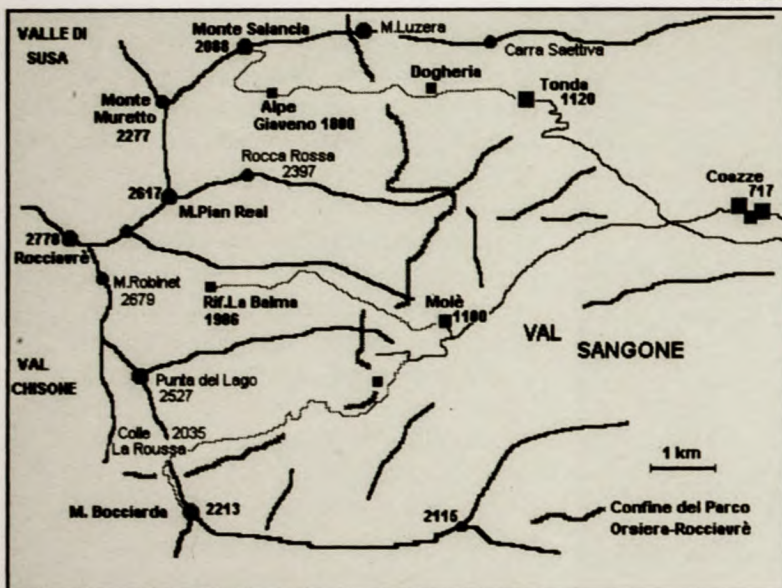 VALLE DI
SUSA
Monte Salancia
2088
M.Luzera
Carra Saettiva
Dogheria
Tonda
1120
Alpe
Giaveno 1880
Monte
Muretto
2277
Rocca Rossa
2397
Coazze
717
2617
M.Pian Real
2778
Rocciavrè
M.Robinet
2679
Rif.La Balma
1986
Molè
1100
VAL
SANGONE
VAL
CHISONE
Punta del Lago
2527
Colle 2035
La Roussa
1 km
M. Bocciarda
2213
2115
Confine del Parco
Orsiera-Rocciavrè